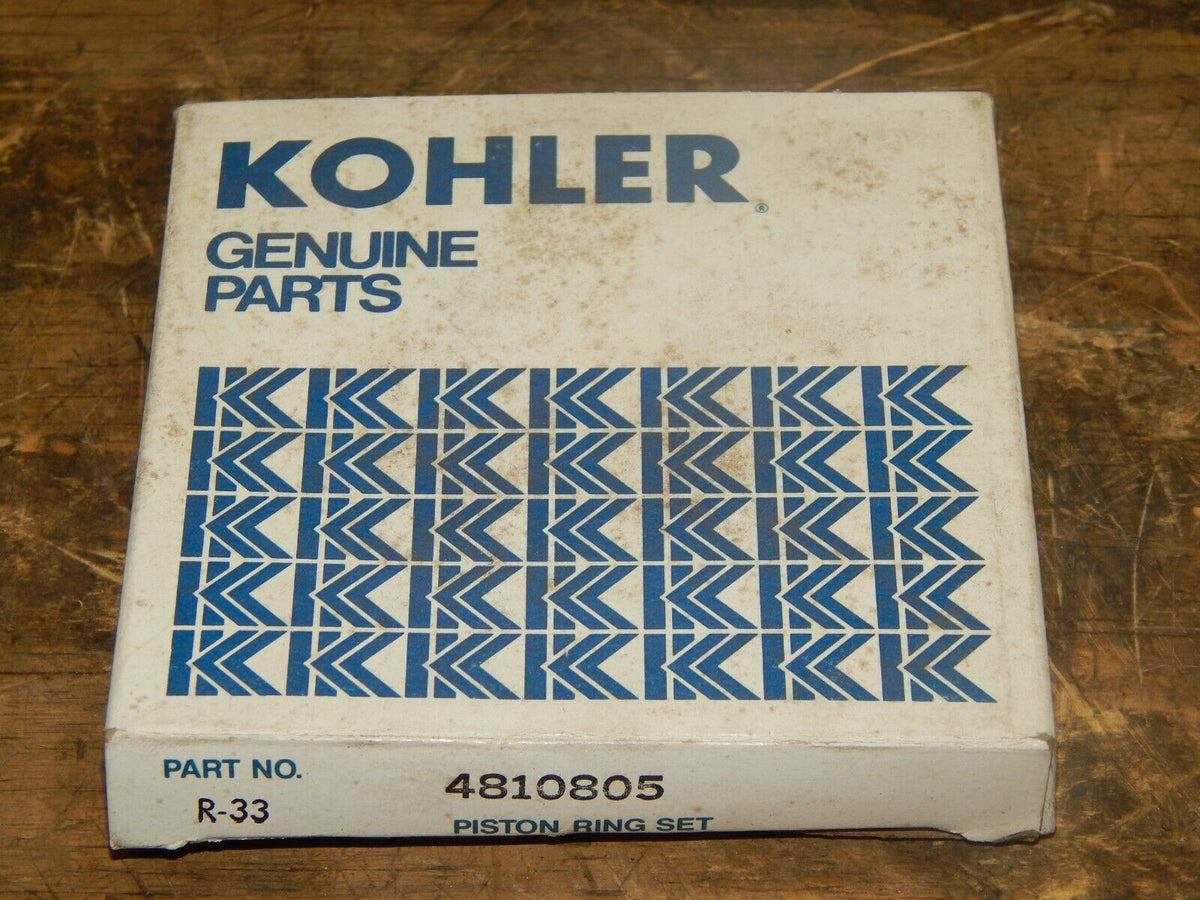 KOHLER®
GENUINE
PARTS
PART NO.
4810805
R-33
PISTON RING SET